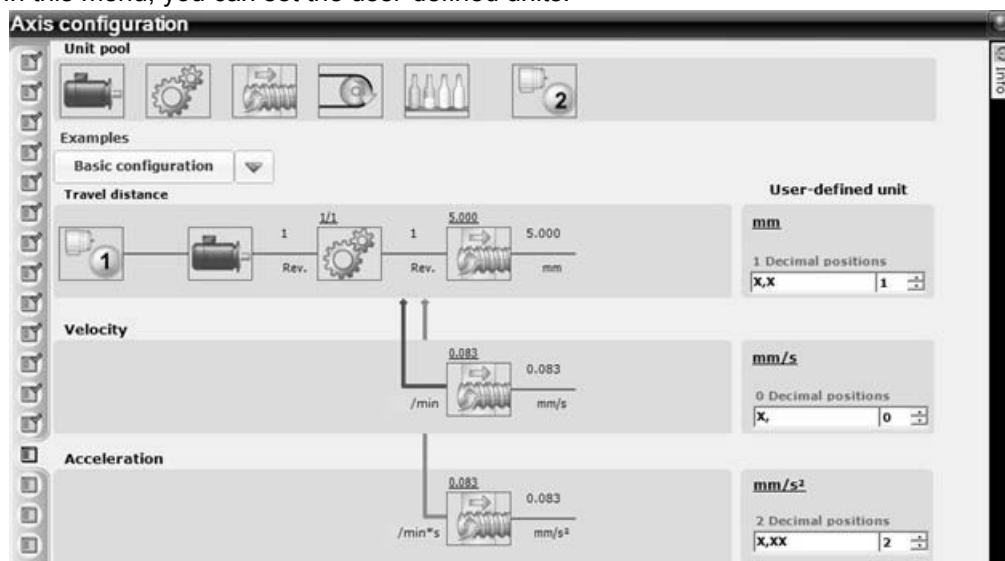 in this menu, you can set the user-defined units.
Axis configuration
Info
Unit pool
2
Examples
Basic configuration
Travel distance
User-defined unit
1
1/1
1
Rev.
1
Rev.
5.000
5.000
mm
mm
1 Decimal positions
X,X 1
Velocity
0.083
0.083
/min
mm/s
mm/s
0 Decimal positions
X, 0
Acceleration
0.083
0.083
/min*s
mm/s²
mm/s²
2 Decimal positions
X,XX 2